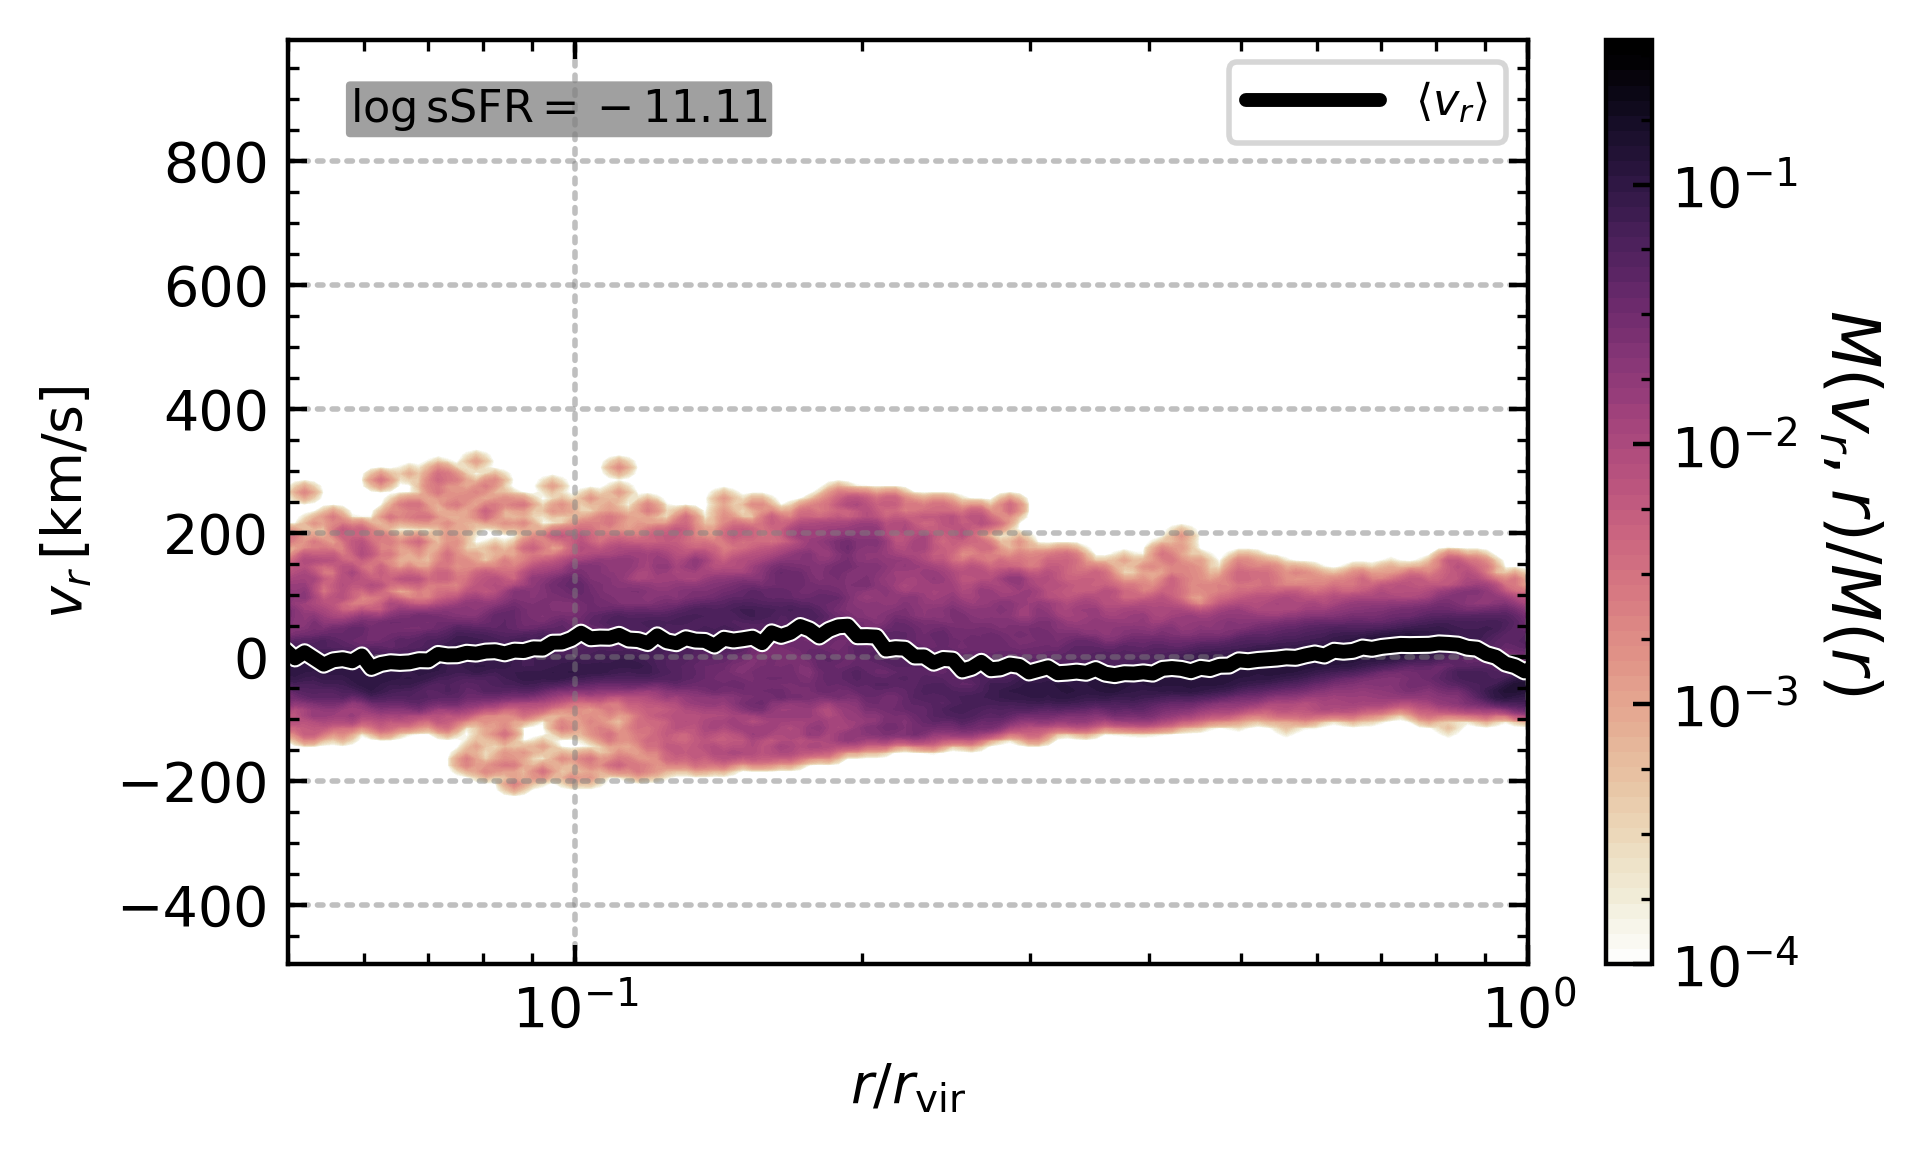 log sSFR = −11.11
⟨v_r⟩
800
600
400
200
0
−200
−400
v_r [km/s]
10^−1
10^0
r/r_vir
10^−1
10^−2
10^−3
10^−4
M(v_r, r)/M(r)